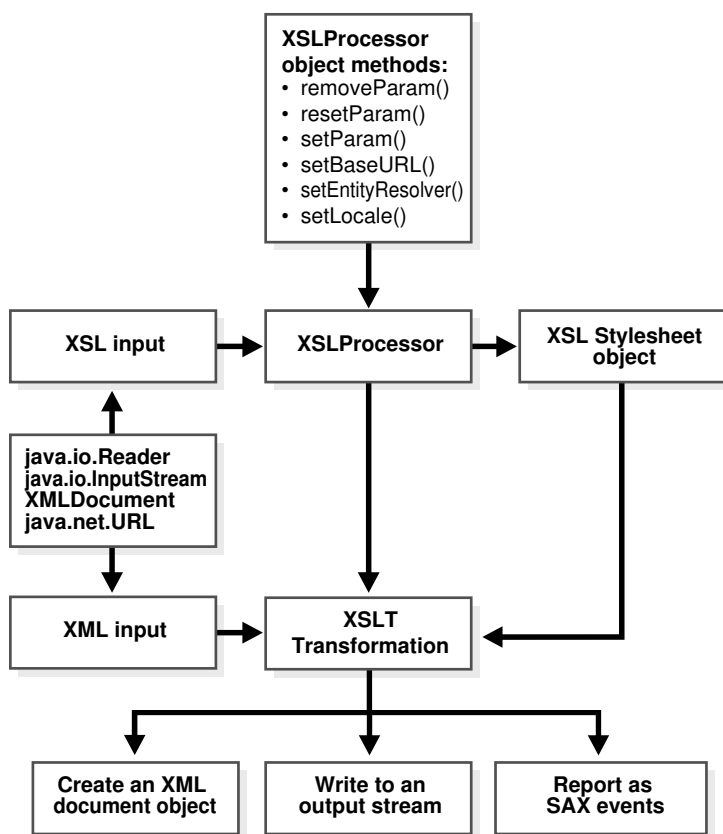 XSLProcessor
object methods:
• removeParam()
• resetParam()
• setParam()
• setBaseURL()
• setEntityResolver()
• setLocale()
XSL input
XSLProcessor
XSL Stylesheet
object
java.io.Reader
java.io.InputStream
XMLDocument
java.net.URL
XML input
XSLT
Transformation
Create an XML
document object
Write to an
output stream
Report as
SAX events